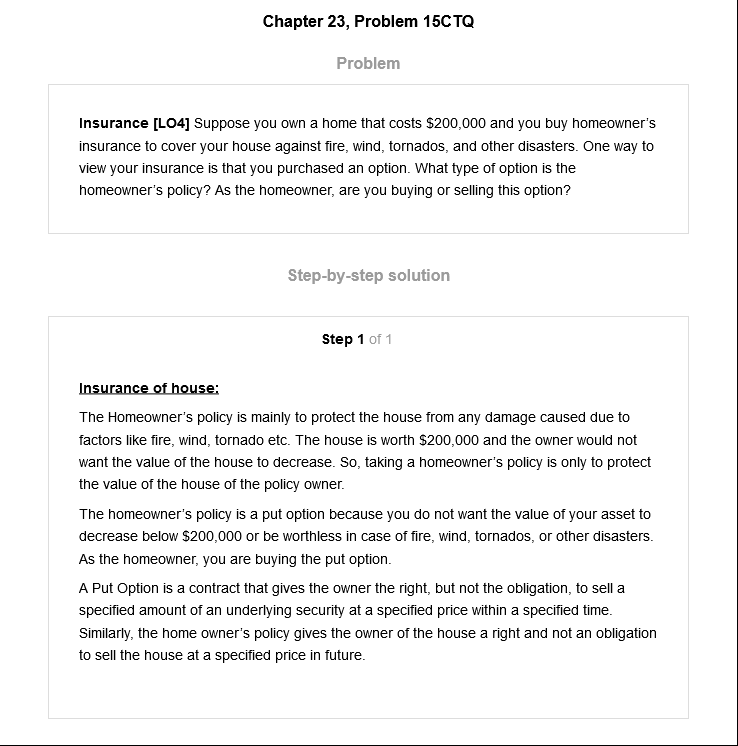 Chapter 23, Problem 15CTQ
Problem
Insurance [LO4] Suppose you own a home that costs $200,000 and you buy homeowner's
insurance to cover your house against fire, wind, tornados, and other disasters. One way to
view your insurance is that you purchased an option. What type of option is the
homeowner's policy? As the homeowner, are you buying or selling this option?
Step-by-step solution
Step 1 of 1
Insurance of house:
The Homeowner's policy is mainly to protect the house from any damage caused due to
factors like fire, wind, tornado etc. The house is worth $200,000 and the owner would not
want the value of the house to decrease. So, taking a homeowner's policy is only to protect
the value of the house of the policy owner.
The homeowner's policy is a put option because you do not want the value of your asset to
decrease below $200,000 or be worthless in case of fire, wind, tornados, or other disasters.
As the homeowner, you are buying the put option.
A Put Option is a contract that gives the owner the right, but not the obligation, to sell a
specified amount of an underlying security at a specified price within a specified time.
Similarly, the home owner's policy gives the owner of the house a right and not an obligation
to sell the house at a specified price in future.